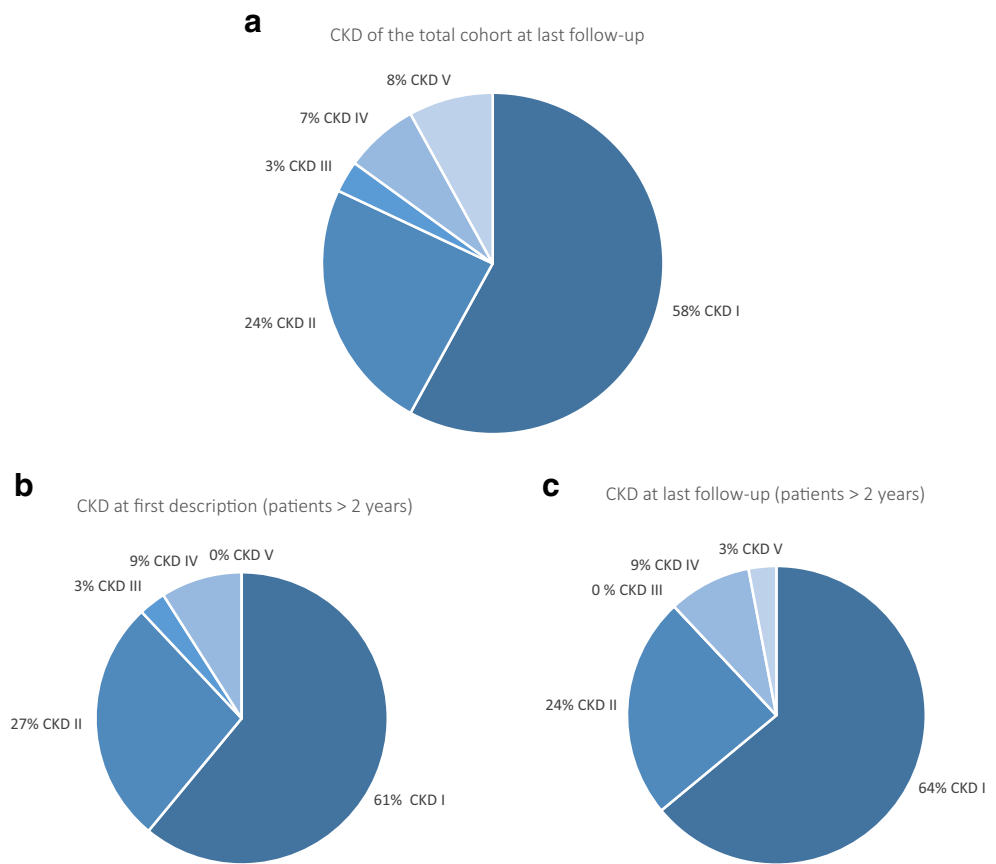 a
CKD of the total cohort at last follow-up
8% CKD V
7% CKD IV
3% CKD III
58% CKD I
24% CKD II
b
CKD at first description (patients > 2 years)
0% CKD V
9% CKD IV
3% CKD III
27% CKD II
61% CKD I
c
CKD at last follow-up (patients > 2 years)
3% CKD V
9% CKD IV
0 % CKD III
24% CKD II
64% CKD I